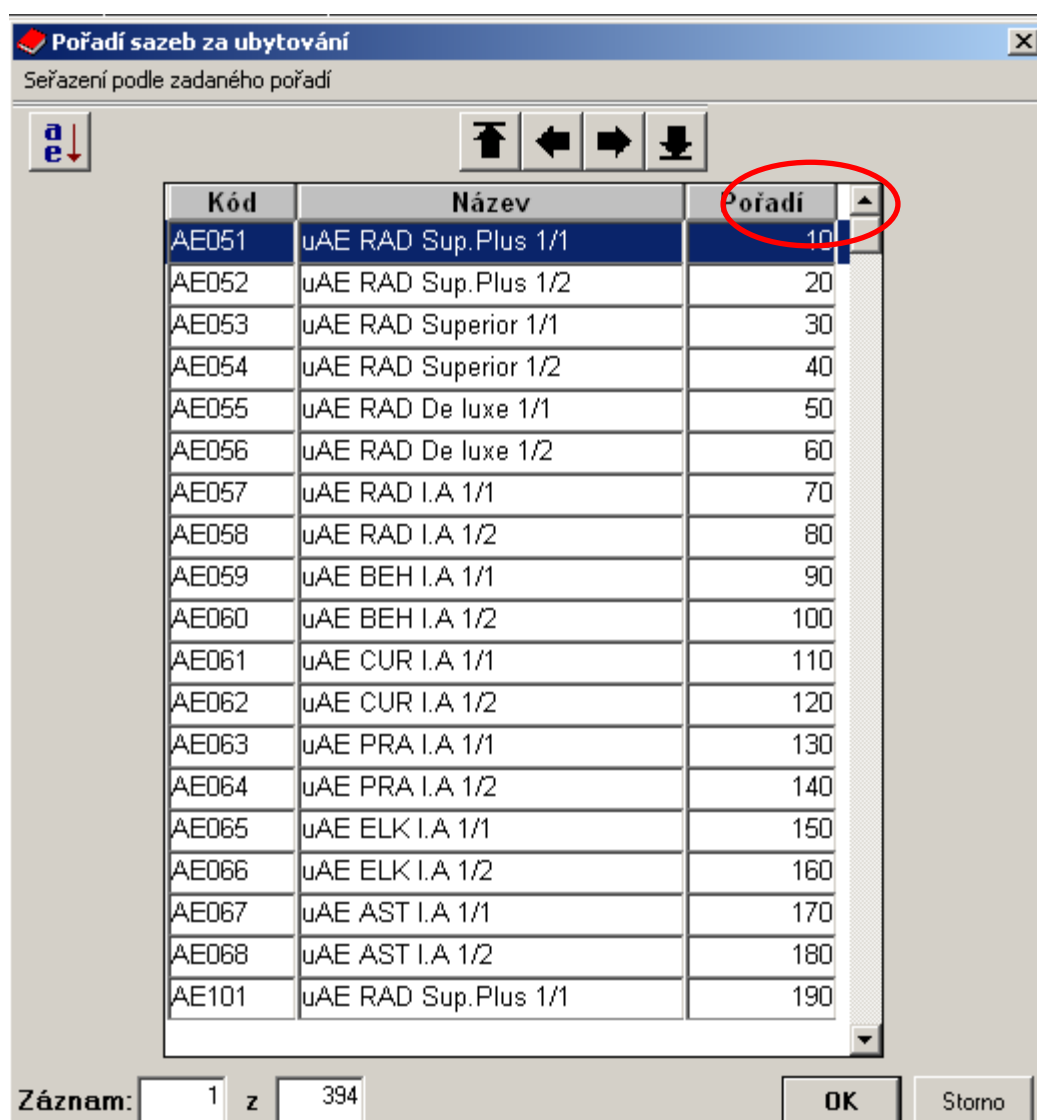 Pořadí sazeb za ubytování
Seřazení podle zadaného pořadí
a
e
Kód Název Pořadí
AE051 uAE RAD Sup.Plus 1/1 10
AE052 uAE RAD Sup.Plus 1/2 20
AE053 uAE RAD Superior 1/1 30
AE054 uAE RAD Superior 1/2 40
AE055 uAE RAD De luxe 1/1 50
AE056 uAE RAD De luxe 1/2 60
AE057 uAE RAD I.A 1/1 70
AE058 uAE RAD I.A 1/2 80
AE059 uAE BEH I.A 1/1 90
AE060 uAE BEH I.A 1/2 100
AE061 uAE CUR I.A 1/1 110
AE062 uAE CUR I.A 1/2 120
AE063 uAE PRA I.A 1/1 130
AE064 uAE PRA I.A 1/2 140
AE065 uAE ELK I.A 1/1 150
AE066 uAE ELK I.A 1/2 160
AE067 uAE AST I.A 1/1 170
AE068 uAE AST I.A 1/2 180
AE101 uAE RAD Sup.Plus 1/1 190
Záznam: 1 z 394 OK Storno